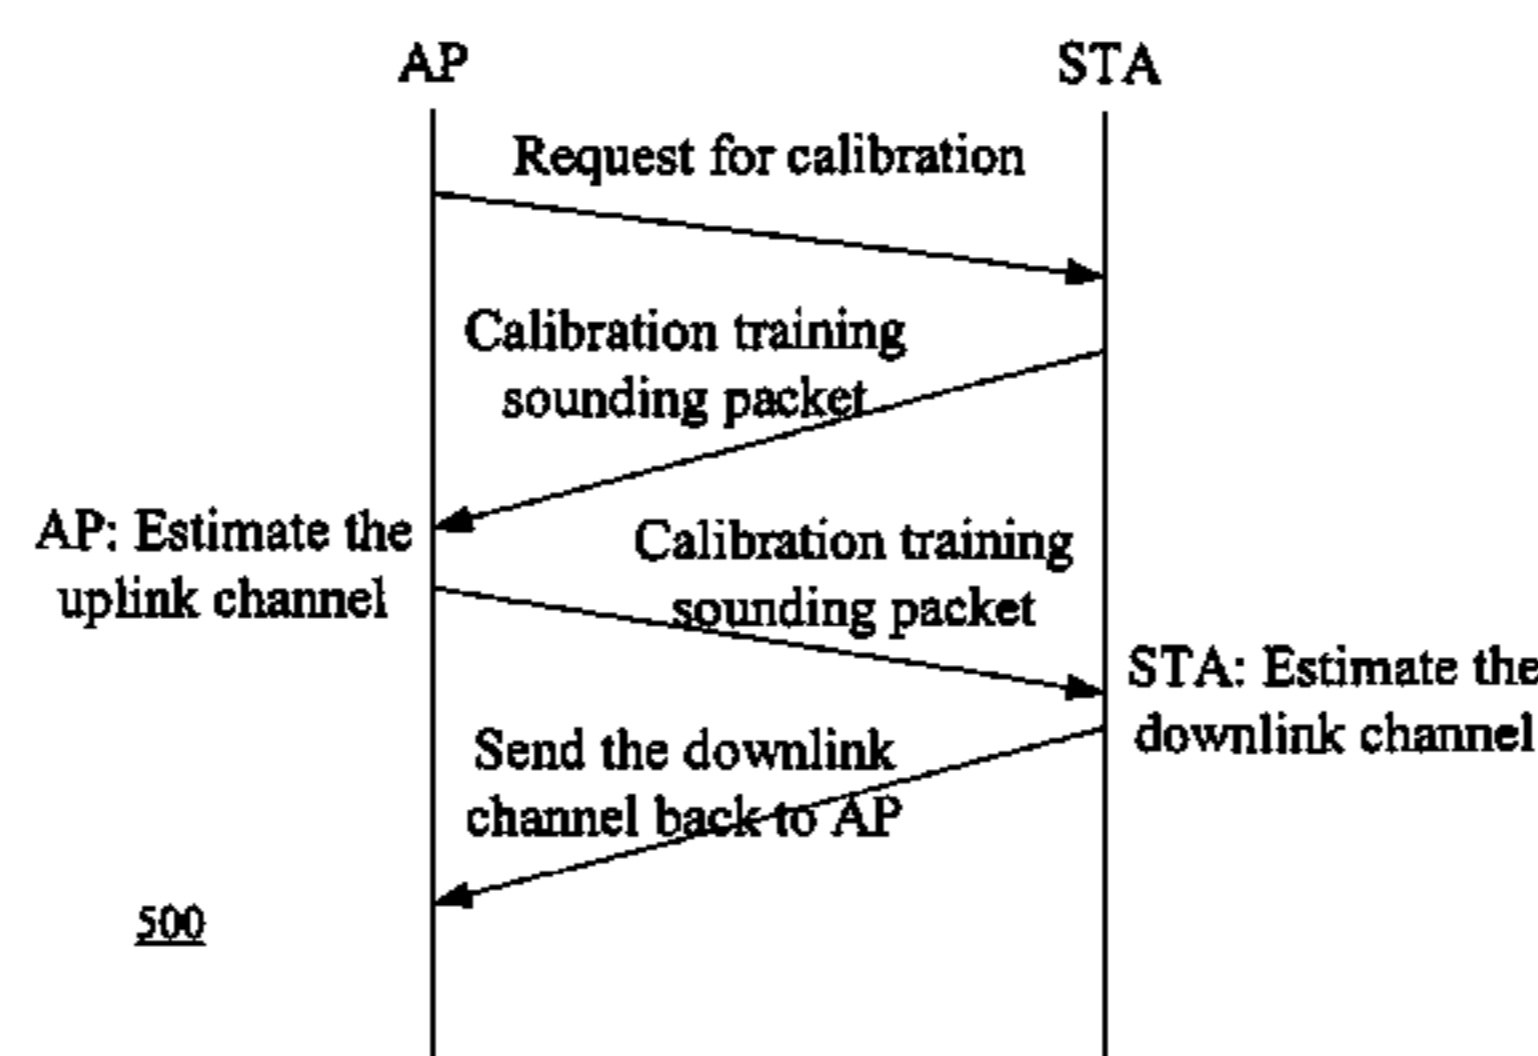 AP
STA
Request for calibration
Calibration training
sounding packet
AP: Estimate the
uplink channel
Calibration training
sounding packet
STA: Estimate the
downlink channel
Send the downlink
channel back to AP
500